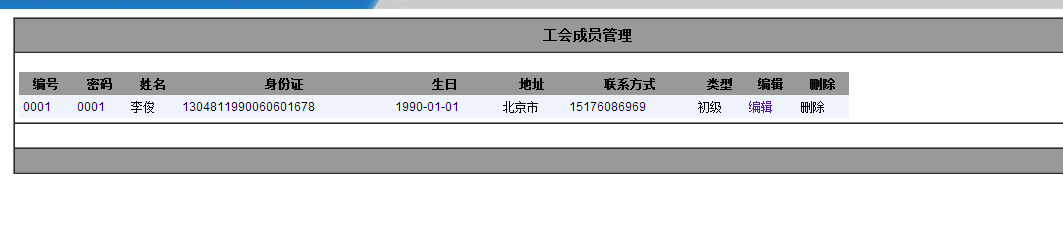 工会成员管理
编号 密码 姓名 身份证 生日 地址 联系方式 类型 编辑 删除
0001 0001 李俊 1304811990060601678 1990-01-01 北京市 15176086969 初级 编辑 删除